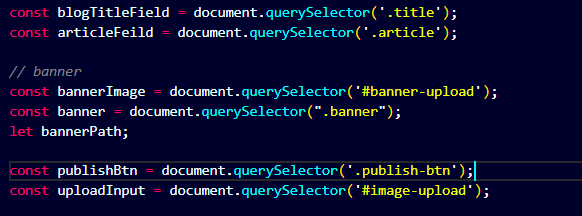 const blogTitleField = document.querySelector('.title');
const articleFeild = document.querySelector('.article');
// banner
const bannerImage = document.querySelector('#banner-upload');
const banner = document.querySelector(".banner");
let bannerPath;
const publishBtn = document.querySelector('.publish-btn');
const uploadInput = document.querySelector('#image-upload');